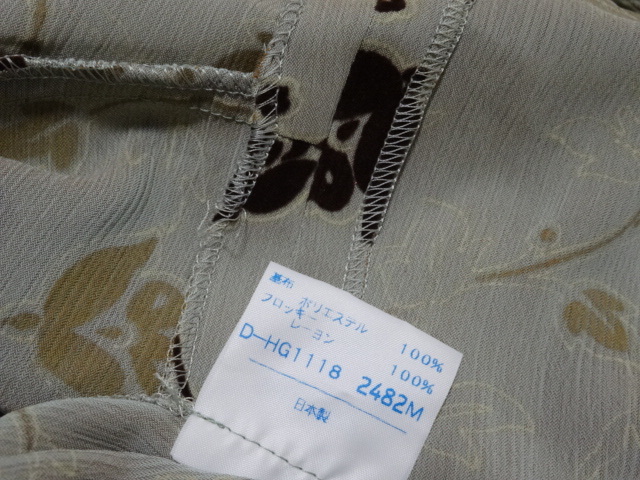 基布
ポリエステル 100%
フロッキー
レーヨン 100%
D-HG1118 2482M
日本製